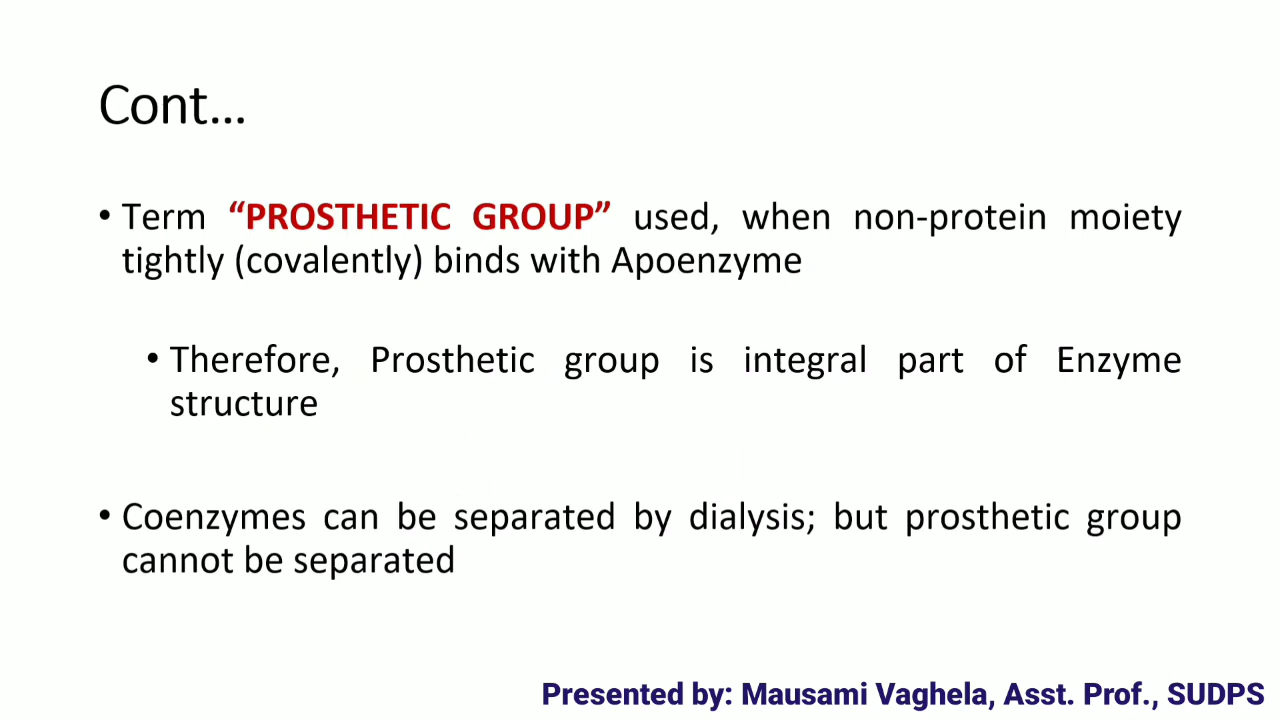 Cont...
• Term “PROSTHETIC GROUP” used, when non-protein moiety
tightly (covalently) binds with Apoenzyme
• Therefore, Prosthetic group is integral part of Enzyme
structure
• Coenzymes can be separated by dialysis; but prosthetic group
cannot be separated
Presented by: Mausami Vaghela, Asst. Prof., SUDPS